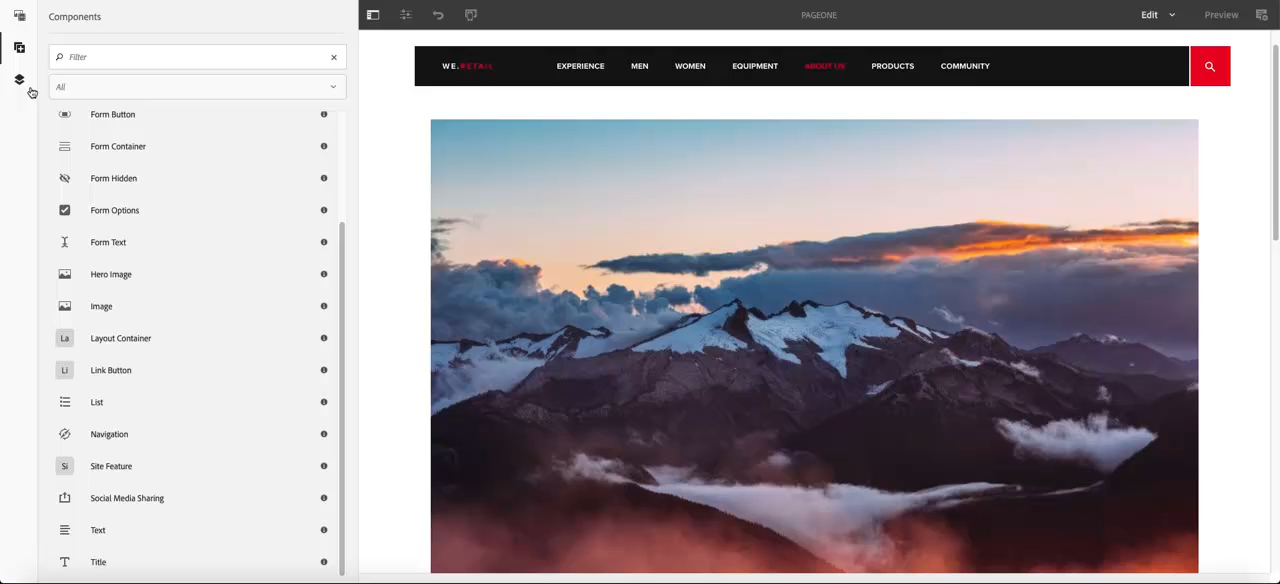 Components
PAGEONE
Edit
Preview
Filter
All
WE.RETAIL
EXPERIENCE
MEN
WOMEN
EQUIPMENT
ABOUT US
PRODUCTS
COMMUNITY
Form Button
Form Container
Form Hidden
Form Options
Form Text
Hero Image
Image
La Layout Container
Li Link Button
List
Navigation
Si Site Feature
Social Media Sharing
Text
Title